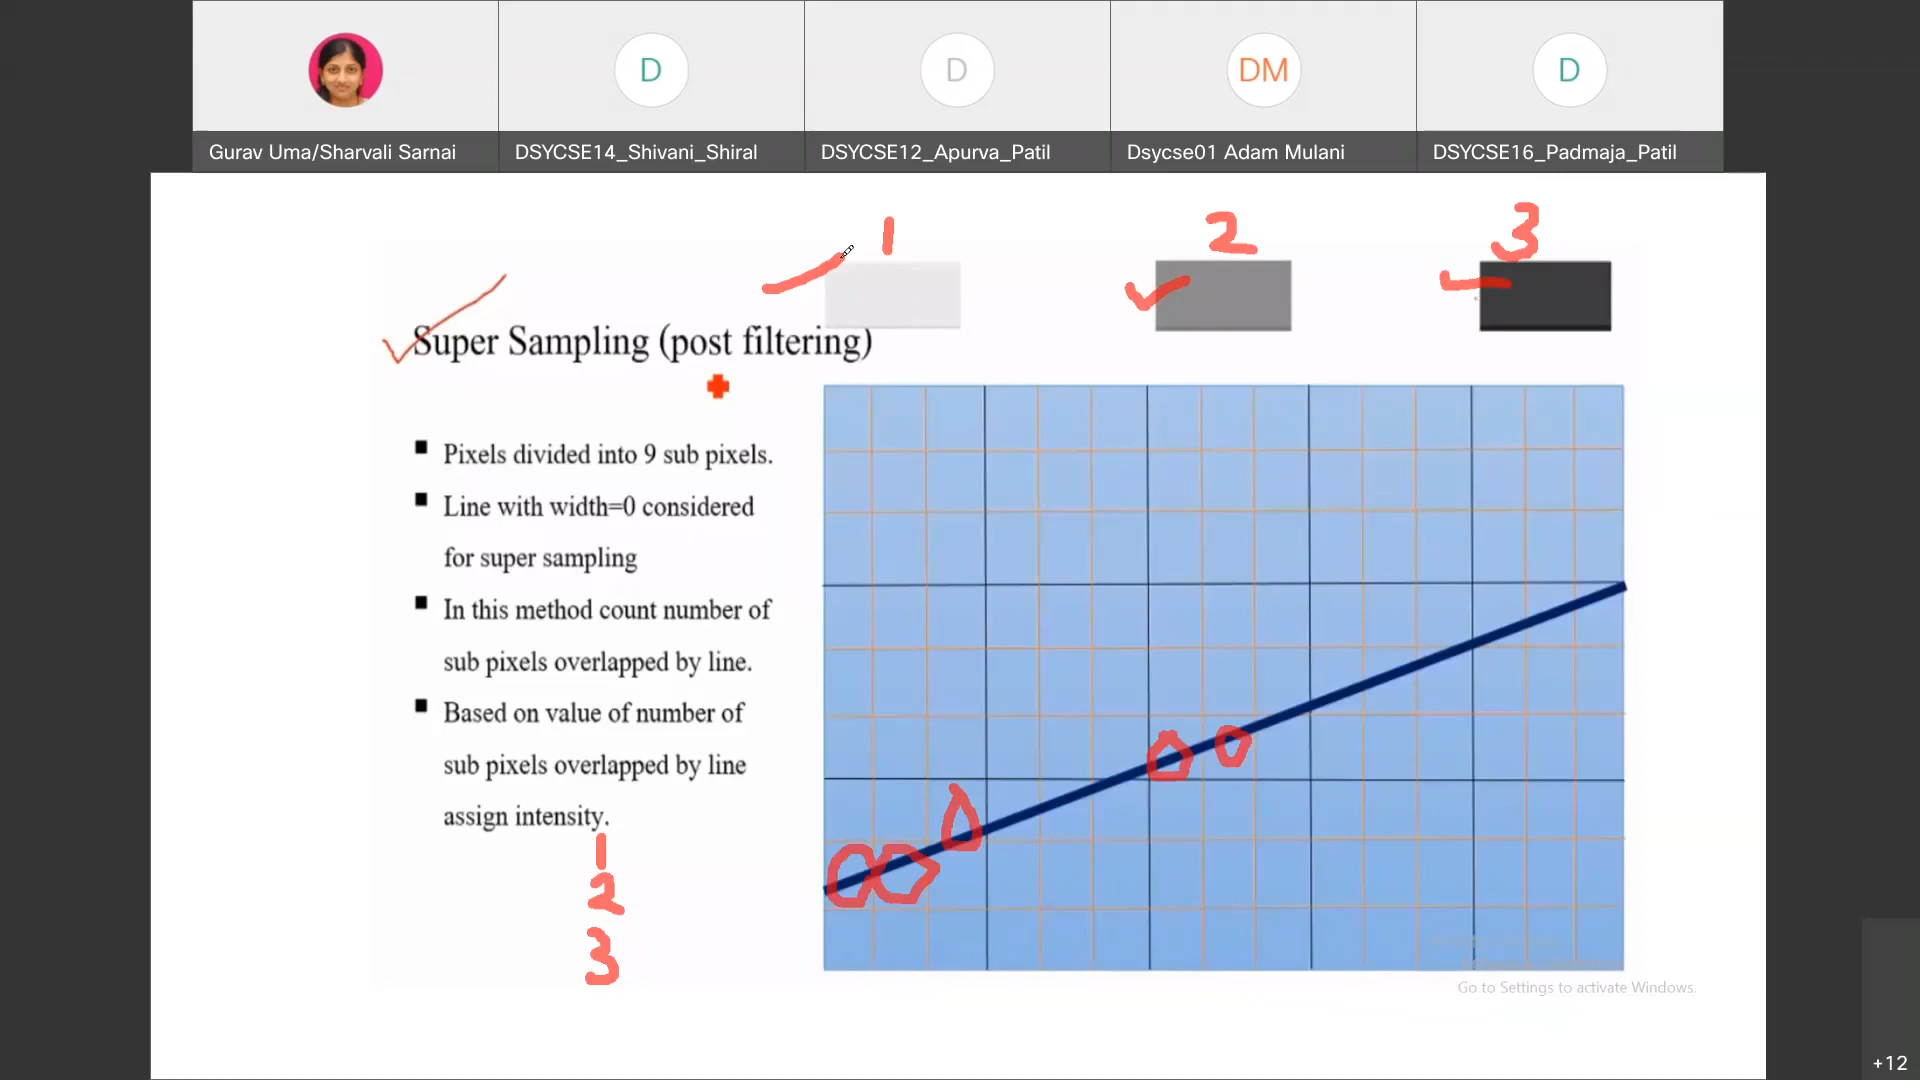 D
D
DM
D
Gurav Uma/Sharvali Sarnai
DSYCSE14_Shivani_Shiral
DSYCSE12_Apurva_Patil
Dsycse01 Adam Mulani
DSYCSE16_Padmaja_Patil
1
2
3
Super Sampling (post filtering)
Pixels divided into 9 sub pixels.
Line with width=0 considered
for super sampling
In this method count number of
sub pixels overlapped by line.
Based on value of number of
sub pixels overlapped by line
assign intensity.
1
2
3
Go to Settings to activate Windows.
+12